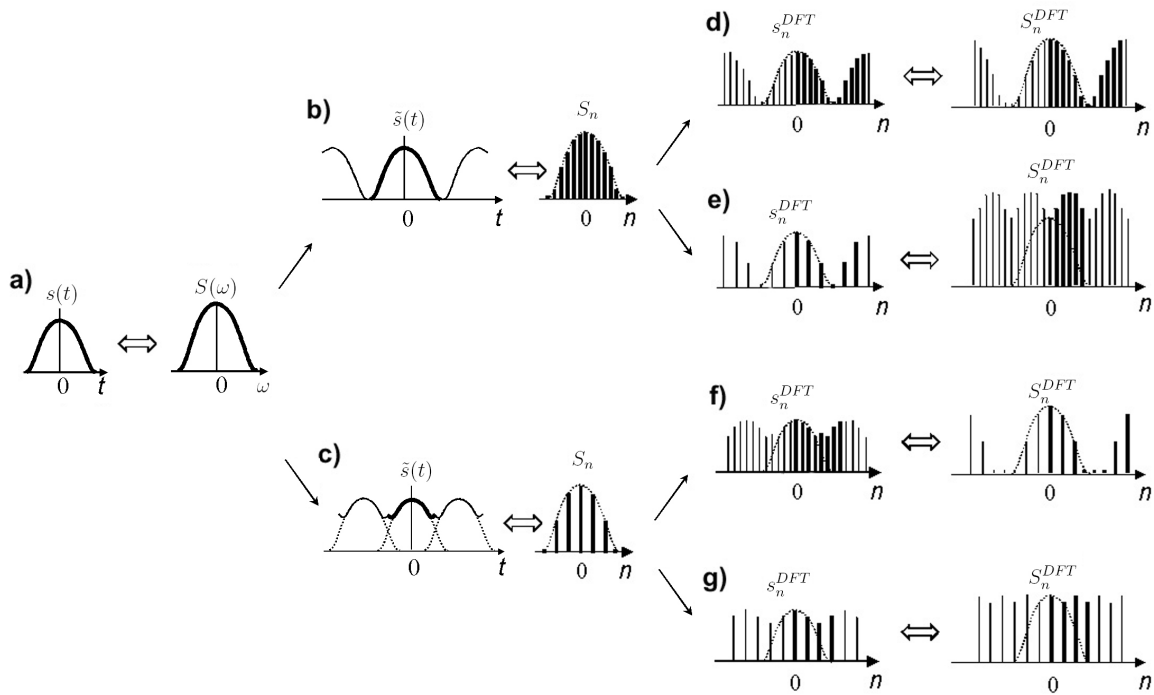 a)
s(t)
S(ω)
0
t
0
ω
b)
s̃(t)
S_n
0
t
0
n
c)
s̃(t)
S_n
0
t
0
n
d)
s_n^{DFT}
S_n^{DFT}
0
n
0
n
e)
s_n^{DFT}
S_n^{DFT}
0
n
0
n
f)
s_n^{DFT}
S_n^{DFT}
0
n
0
n
g)
s_n^{DFT}
S_n^{DFT}
0
n
0
n